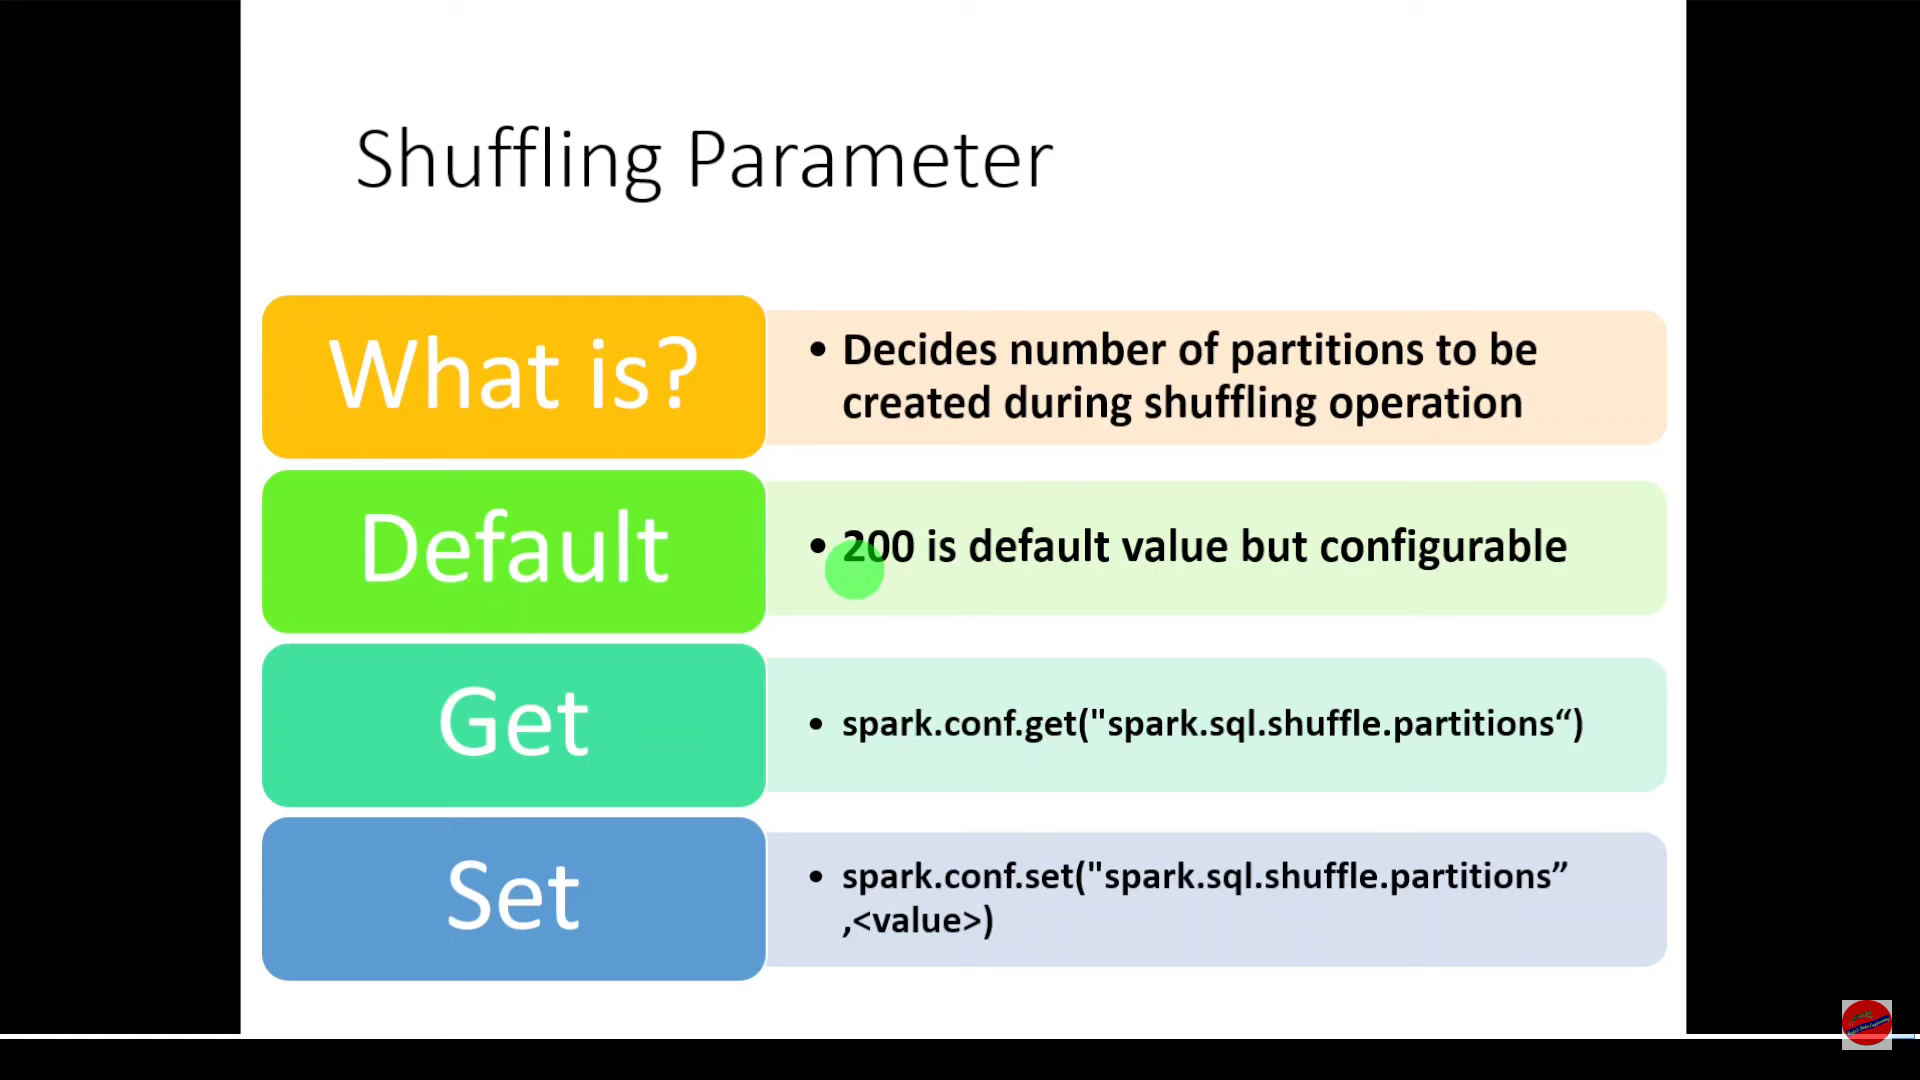 Shuffling Parameter
What is?
• Decides number of partitions to be
created during shuffling operation
Default
• 200 is default value but configurable
Get
• spark.conf.get("spark.sql.shuffle.partitions“)
Set
• spark.conf.set("spark.sql.shuffle.partitions”
,<value>)